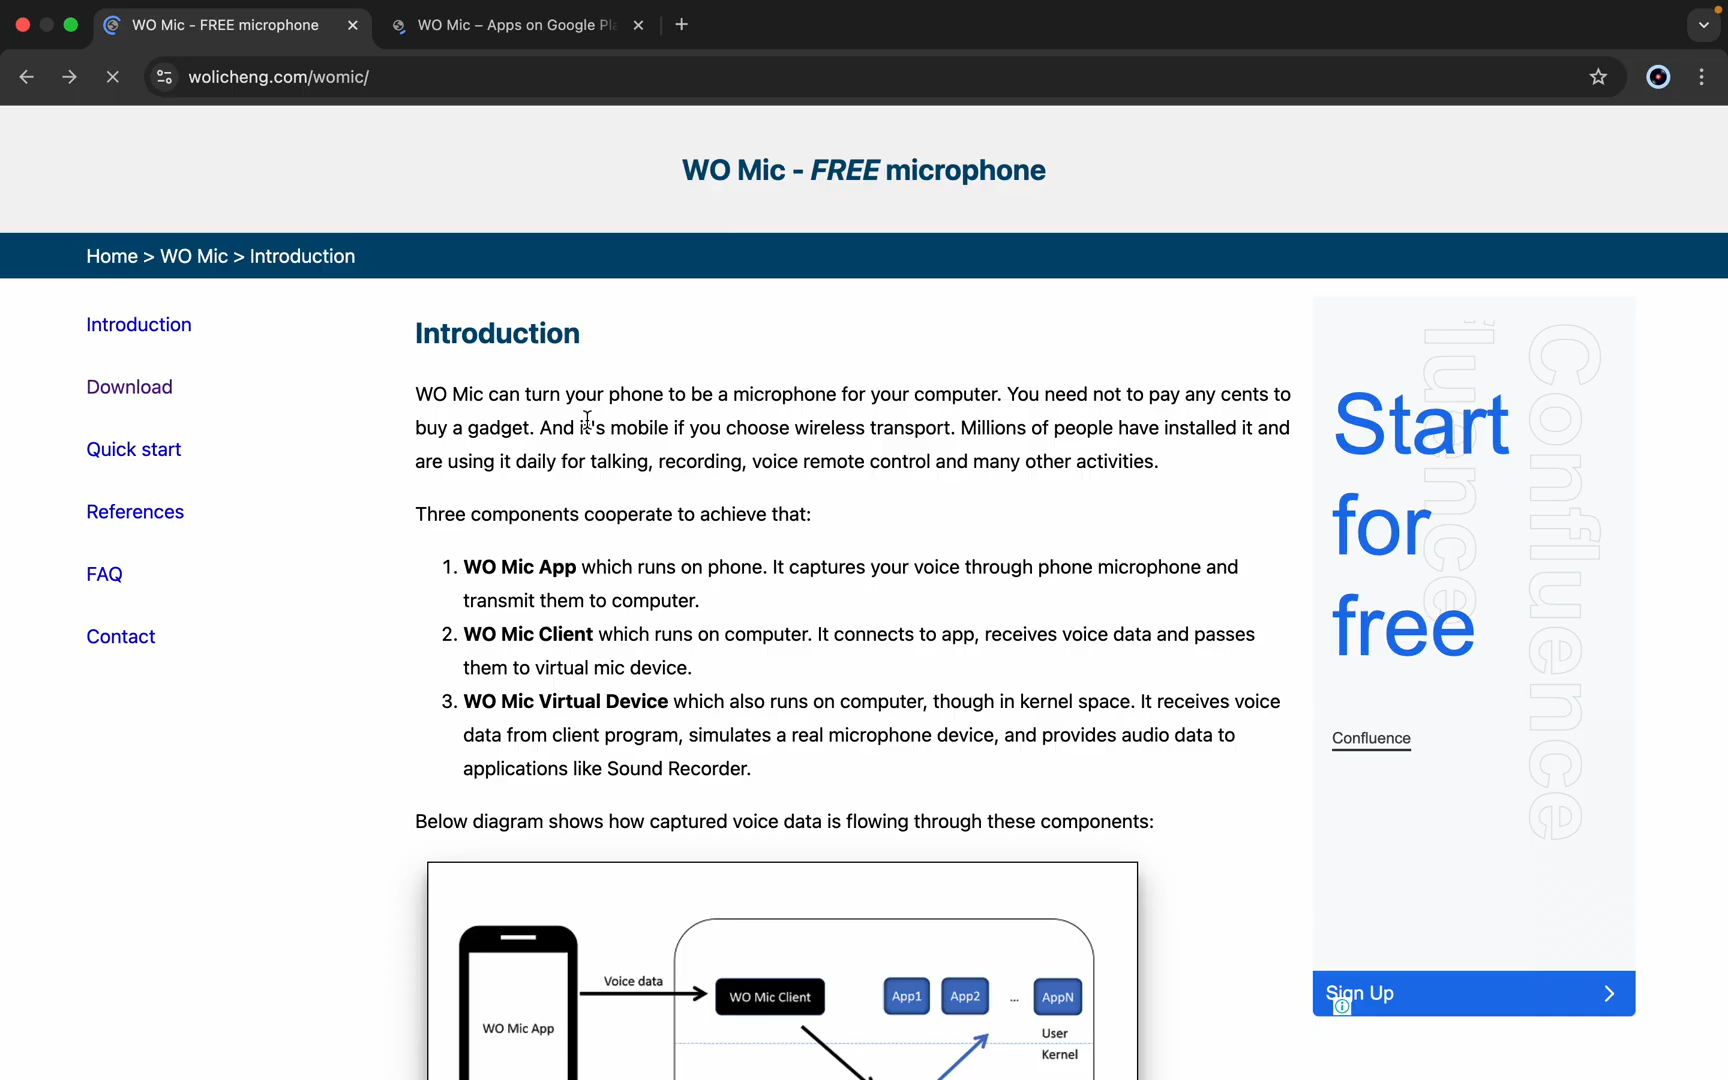 WO Mic - FREE microphone
WO Mic – Apps on Google Pla
wolicheng.com/womic/
WO Mic - FREE microphone
Home > WO Mic > Introduction
Introduction
Download
Quick start
References
FAQ
Contact
Introduction
WO Mic can turn your phone to be a microphone for your computer. You need not to pay any cents to
buy a gadget. And it's mobile if you choose wireless transport. Millions of people have installed it and
are using it daily for talking, recording, voice remote control and many other activities.
Three components cooperate to achieve that:
1. WO Mic App which runs on phone. It captures your voice through phone microphone and
transmit them to computer.
2. WO Mic Client which runs on computer. It connects to app, receives voice data and passes
them to virtual mic device.
3. WO Mic Virtual Device which also runs on computer, though in kernel space. It receives voice
data from client program, simulates a real microphone device, and provides audio data to
applications like Sound Recorder.
Below diagram shows how captured voice data is flowing through these components:
WO Mic App
Voice data
WO Mic Client
App1
App2
...
AppN
User
Kernel
Start
for
free
Confluence
fluence
Confluence
Sign Up